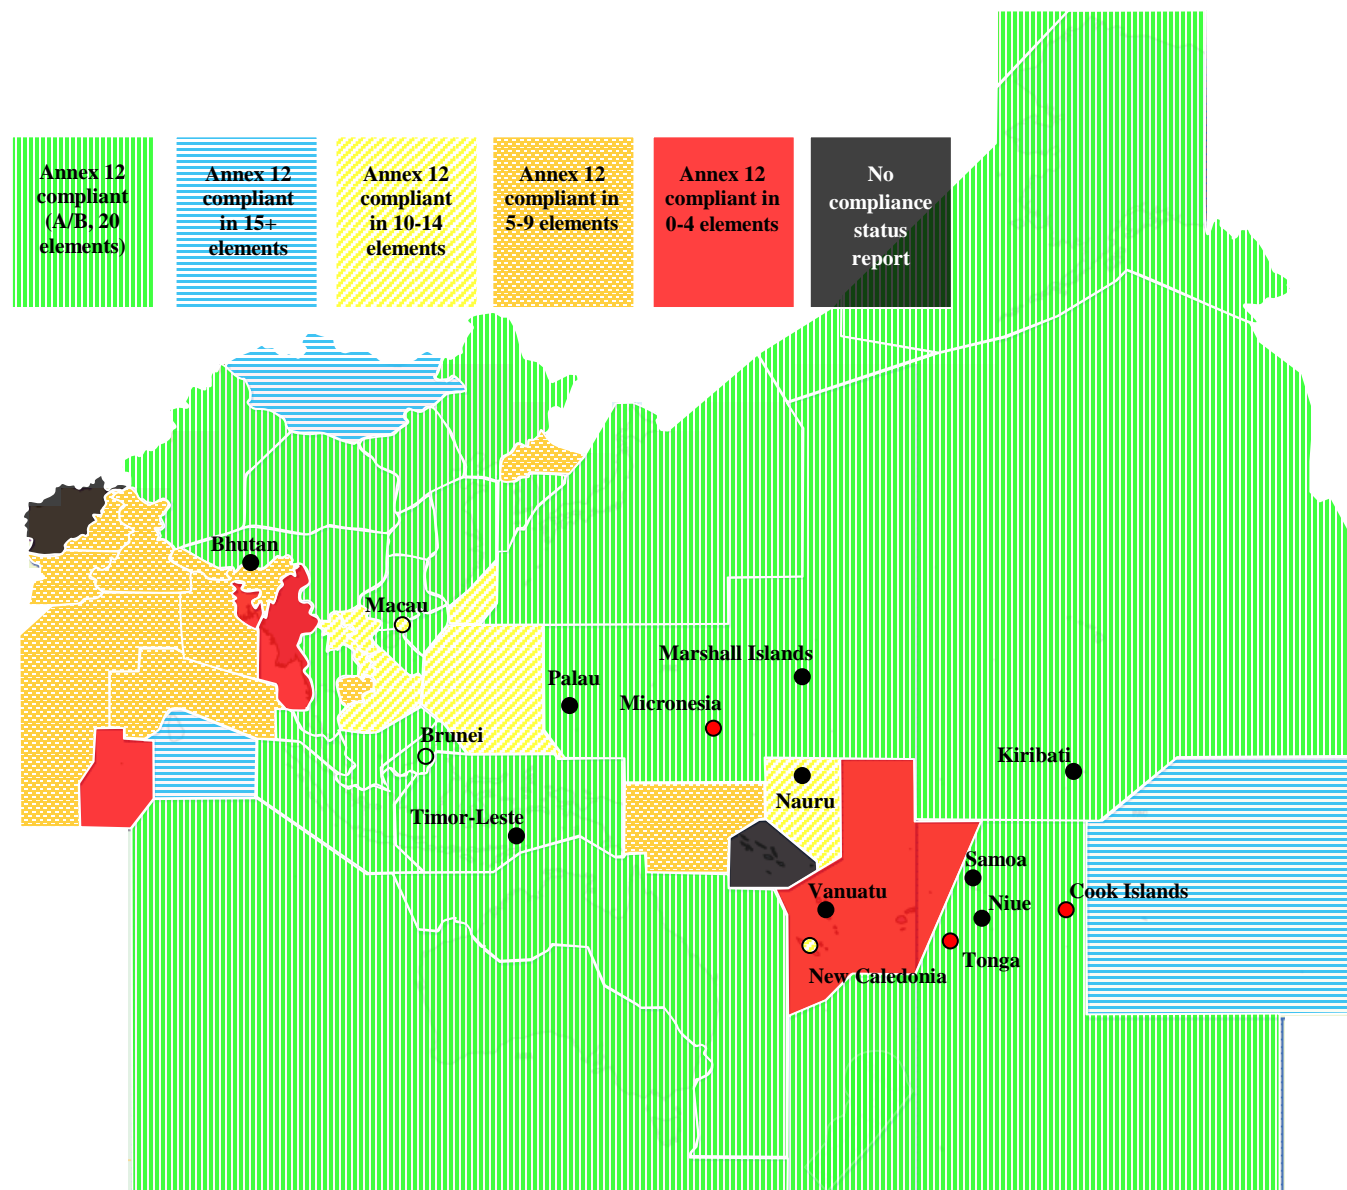 Annex 12
compliant
(A/B, 20
elements)
Annex 12
compliant
in 15+
elements
Annex 12
compliant
in 10-14
elements
Annex 12
compliant in
5-9 elements
Annex 12
compliant in
0-4 elements
No
compliance
status
report
Bhutan
Macau
Marshall Islands
Palau
Micronesia
Brunei
Kiribati
Nauru
Timor-Leste
Samoa
Vanuatu
Cook Islands
Niue
Tonga
New Caledonia